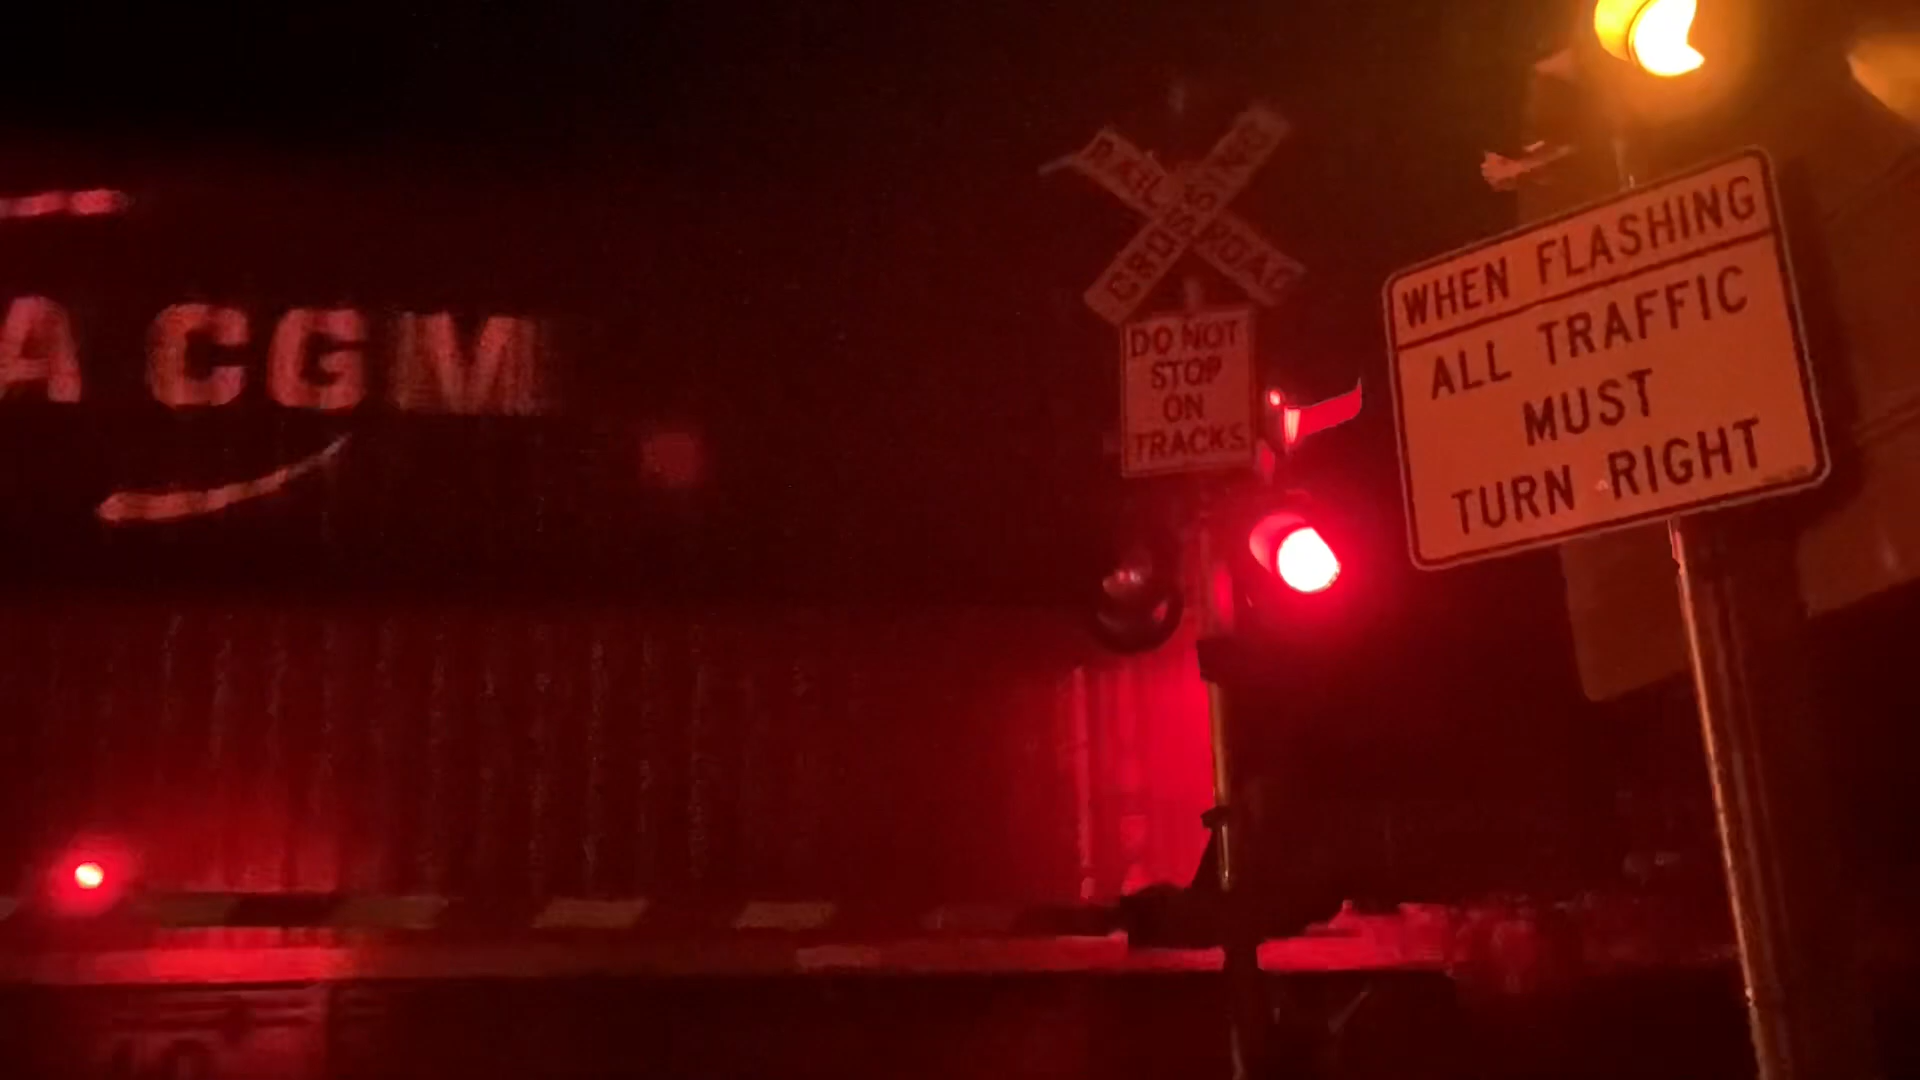 A CGM
RAILROAD
CROSSING
DO NOT
STOP
ON
TRACKS
WHEN FLASHING
ALL TRAFFIC
MUST
TURN RIGHT